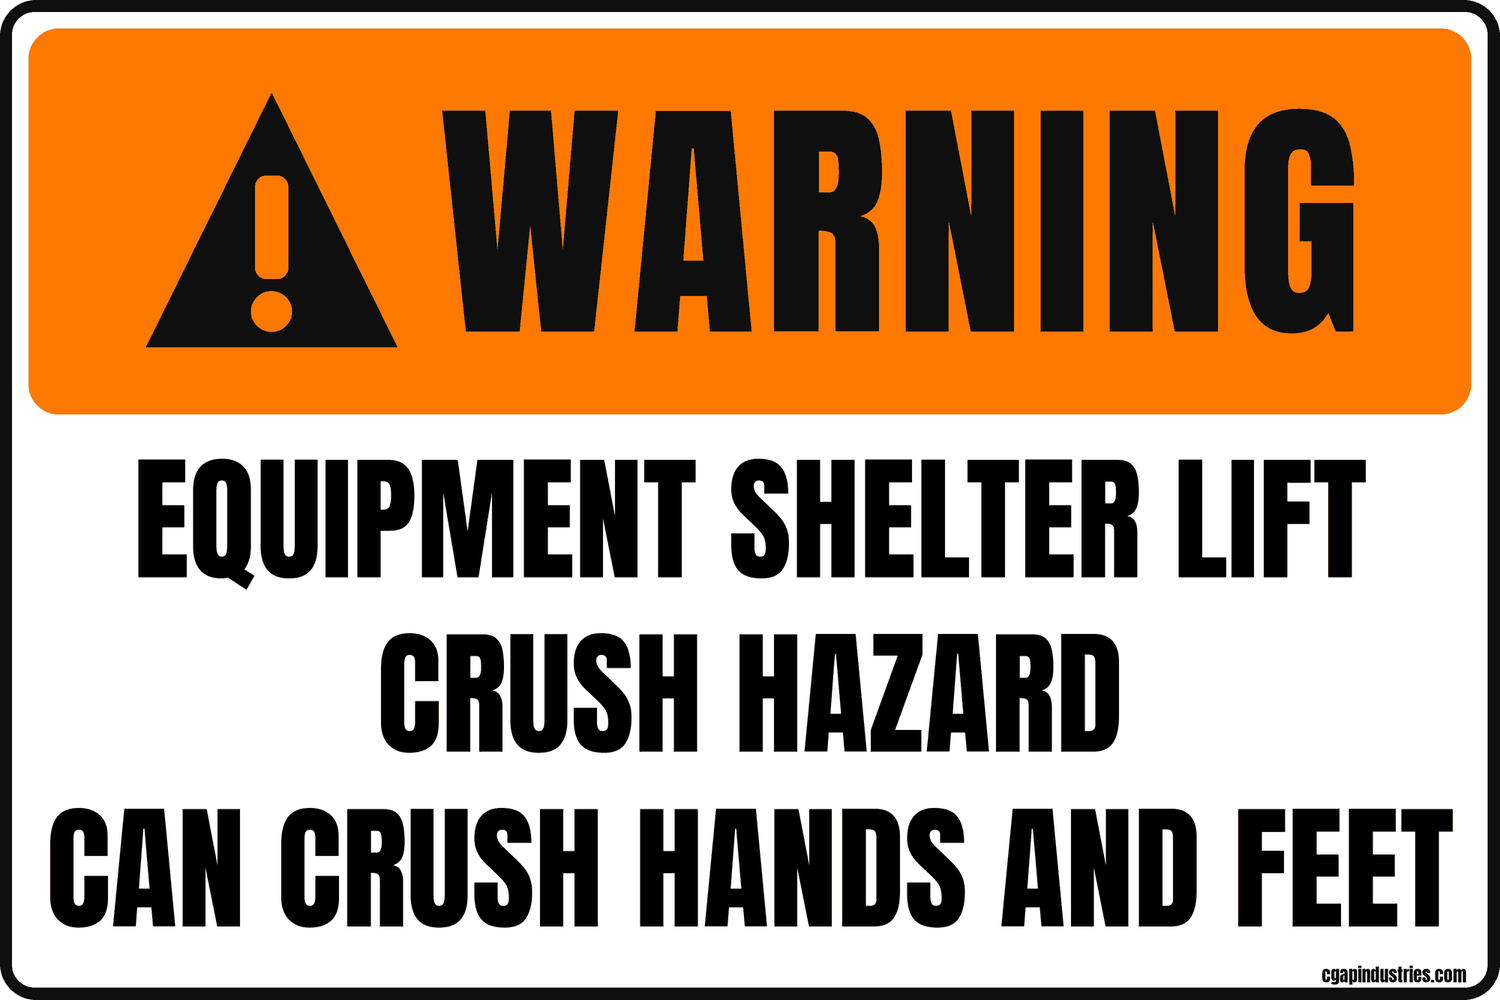 WARNING
EQUIPMENT SHELTER LIFT
CRUSH HAZARD
CAN CRUSH HANDS AND FEET
cgapindustries.com